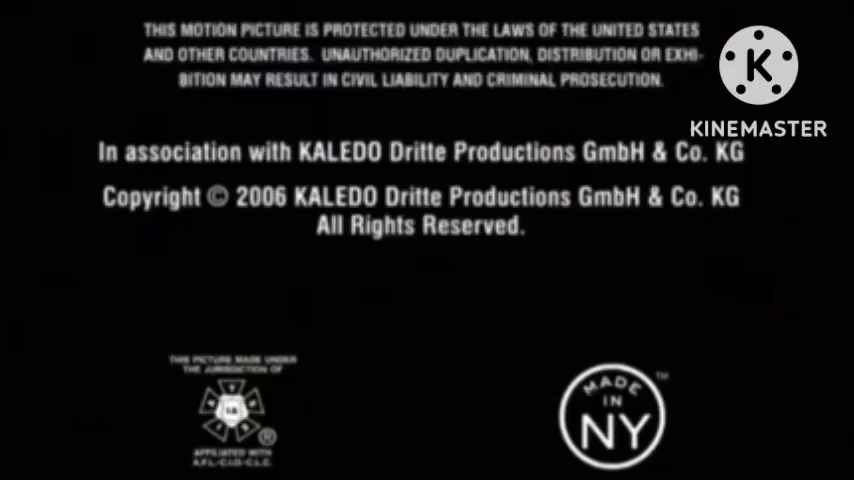 THIS MOTION PICTURE IS PROTECTED UNDER THE LAWS OF THE UNITED STATES
AND OTHER COUNTRIES. UNAUTHORIZED DUPLICATION, DISTRIBUTION OR EXHI-
BITION MAY RESULT IN CIVIL LIABILITY AND CRIMINAL PROSECUTION.
K
KINEMASTER
In association with KALEDO Dritte Productions GmbH & Co. KG
Copyright © 2006 KALEDO Dritte Productions GmbH & Co. KG
All Rights Reserved.
THIS PICTURE MADE UNDER
THE JURISDICTION OF
IA
®
AFFILIATED WITH
A.F.L.-C.I.O.-C.L.C.
MADE
IN
NY
™